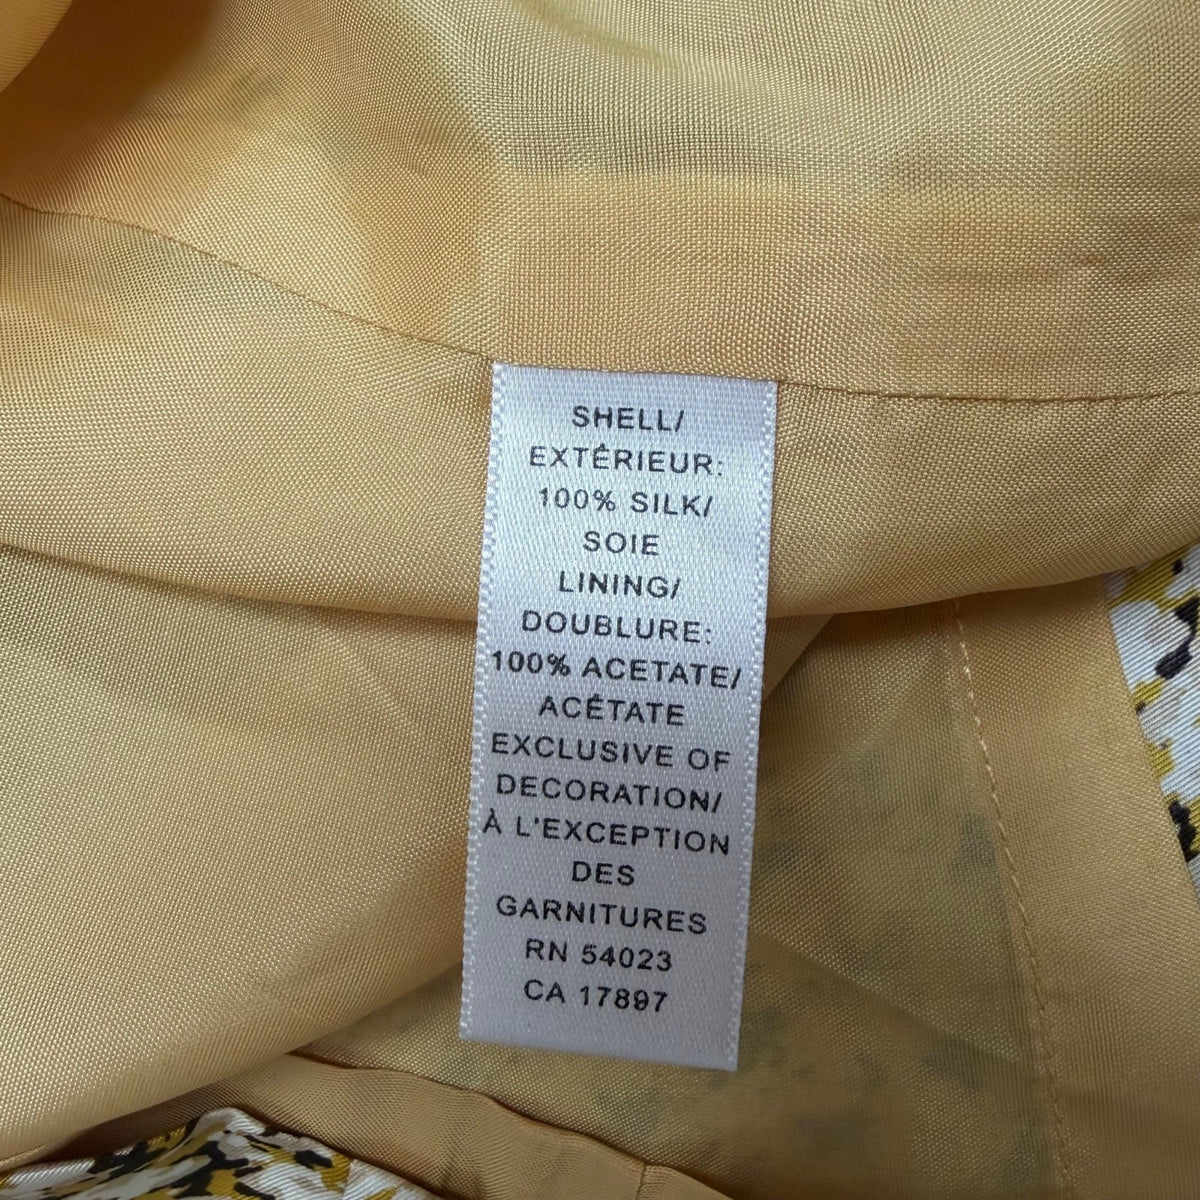 SHELL/
EXTÉRIEUR:
100% SILK/
SOIE
LINING/
DOUBLURE:
100% ACETATE/
ACÉTATE
EXCLUSIVE OF
DECORATION/
À L'EXCEPTION
DES
GARNITURES
RN 54023
CA 17897